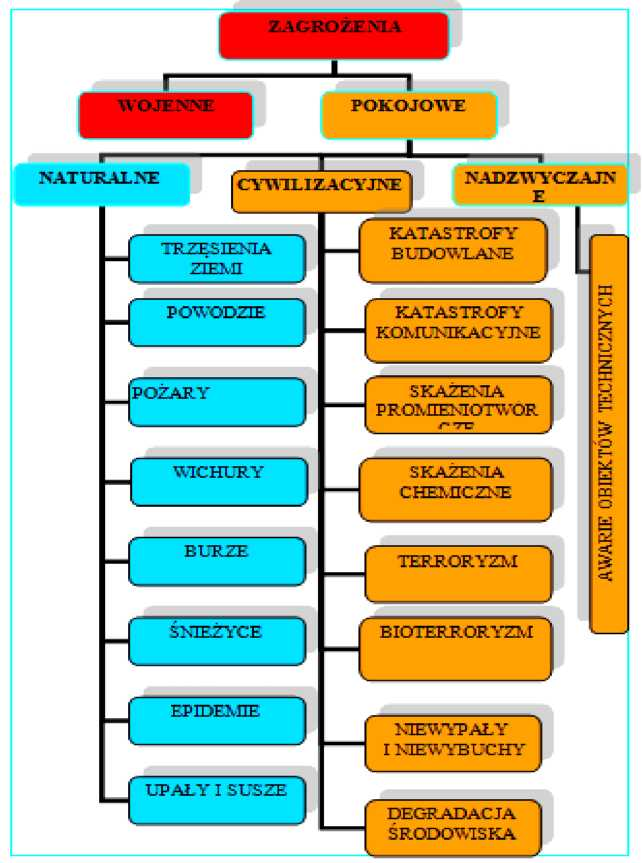 ZAGROŻENIA
WOJENNE
POKOJOWE
NATURALNE
CYWILIZACYJNE
NADZWYCZAJN
E
TRZĘSIENIA
ZIEMI
POWODZIE
POŻARY
WICHURY
BURZE
ŚNIEŻYCE
EPIDEMIE
UPAŁY I SUSZE
KATASTROFY
BUDOWLANE
KATASTROFY
KOMUNIKACYJNE
SKAŻENIA
PROMIENIOTWÓR
CZE
SKAŻENIA
CHEMICZNE
TERRORYZM
BIOTERRORYZM
NIEWYPAŁY
I NIEWYBUCHY
DEGRADACJA
ŚRODOWISKA
AWARIE OBIEKTÓW TECHNICZNYCH